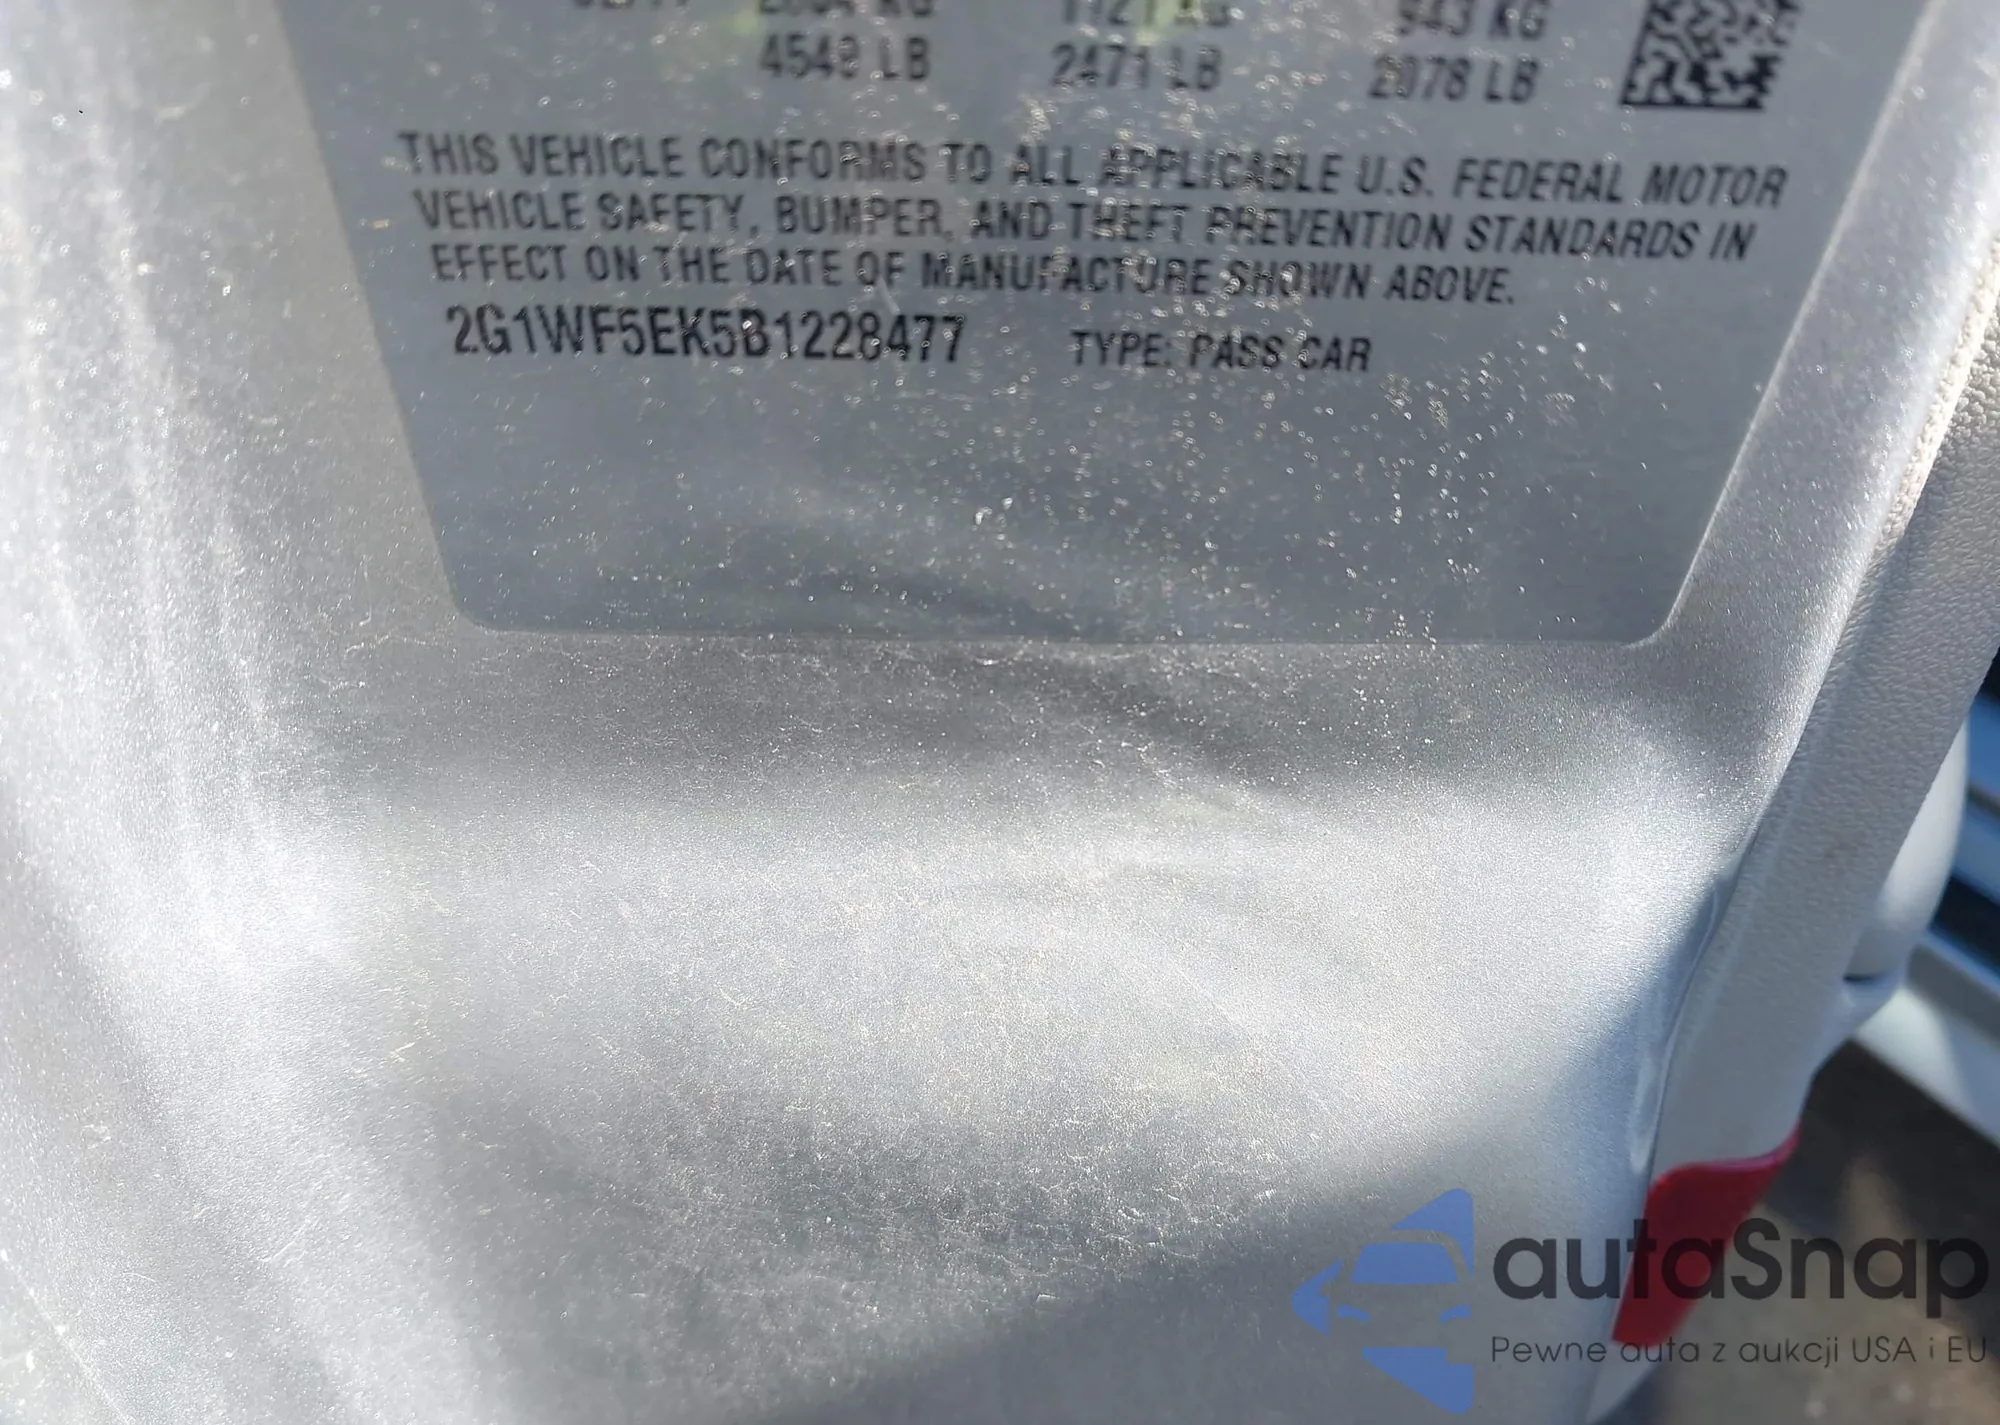 943 KG
4549 LB 2471 LB 2078 LB
THIS VEHICLE CONFORMS TO ALL APPLICABLE U.S. FEDERAL MOTOR
VEHICLE SAFETY, BUMPER, AND THEFT PREVENTION STANDARDS IN
EFFECT ON THE DATE OF MANUFACTURE SHOWN ABOVE.
2G1WF5EK5B1228477 TYPE: PASS CAR
autaSnap
Pewne auta z aukcji USA i EU